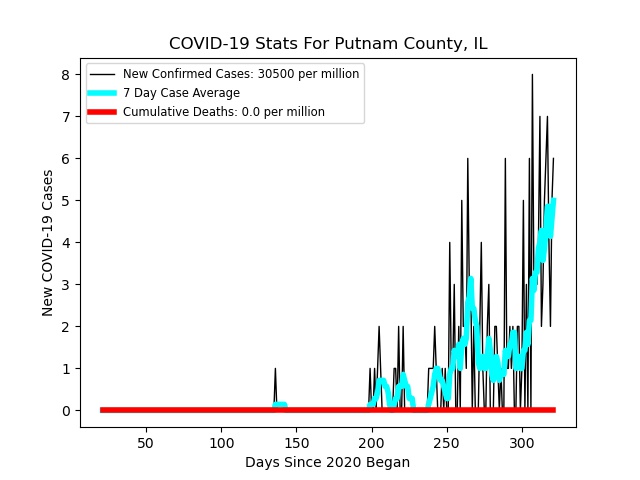 COVID-19 Stats For Putnam County, IL
New Confirmed Cases: 30500 per million
7 Day Case Average
Cumulative Deaths: 0.0 per million
New COVID-19 Cases
8
7
6
5
4
3
2
1
0
50 100 150 200 250 300
Days Since 2020 Began